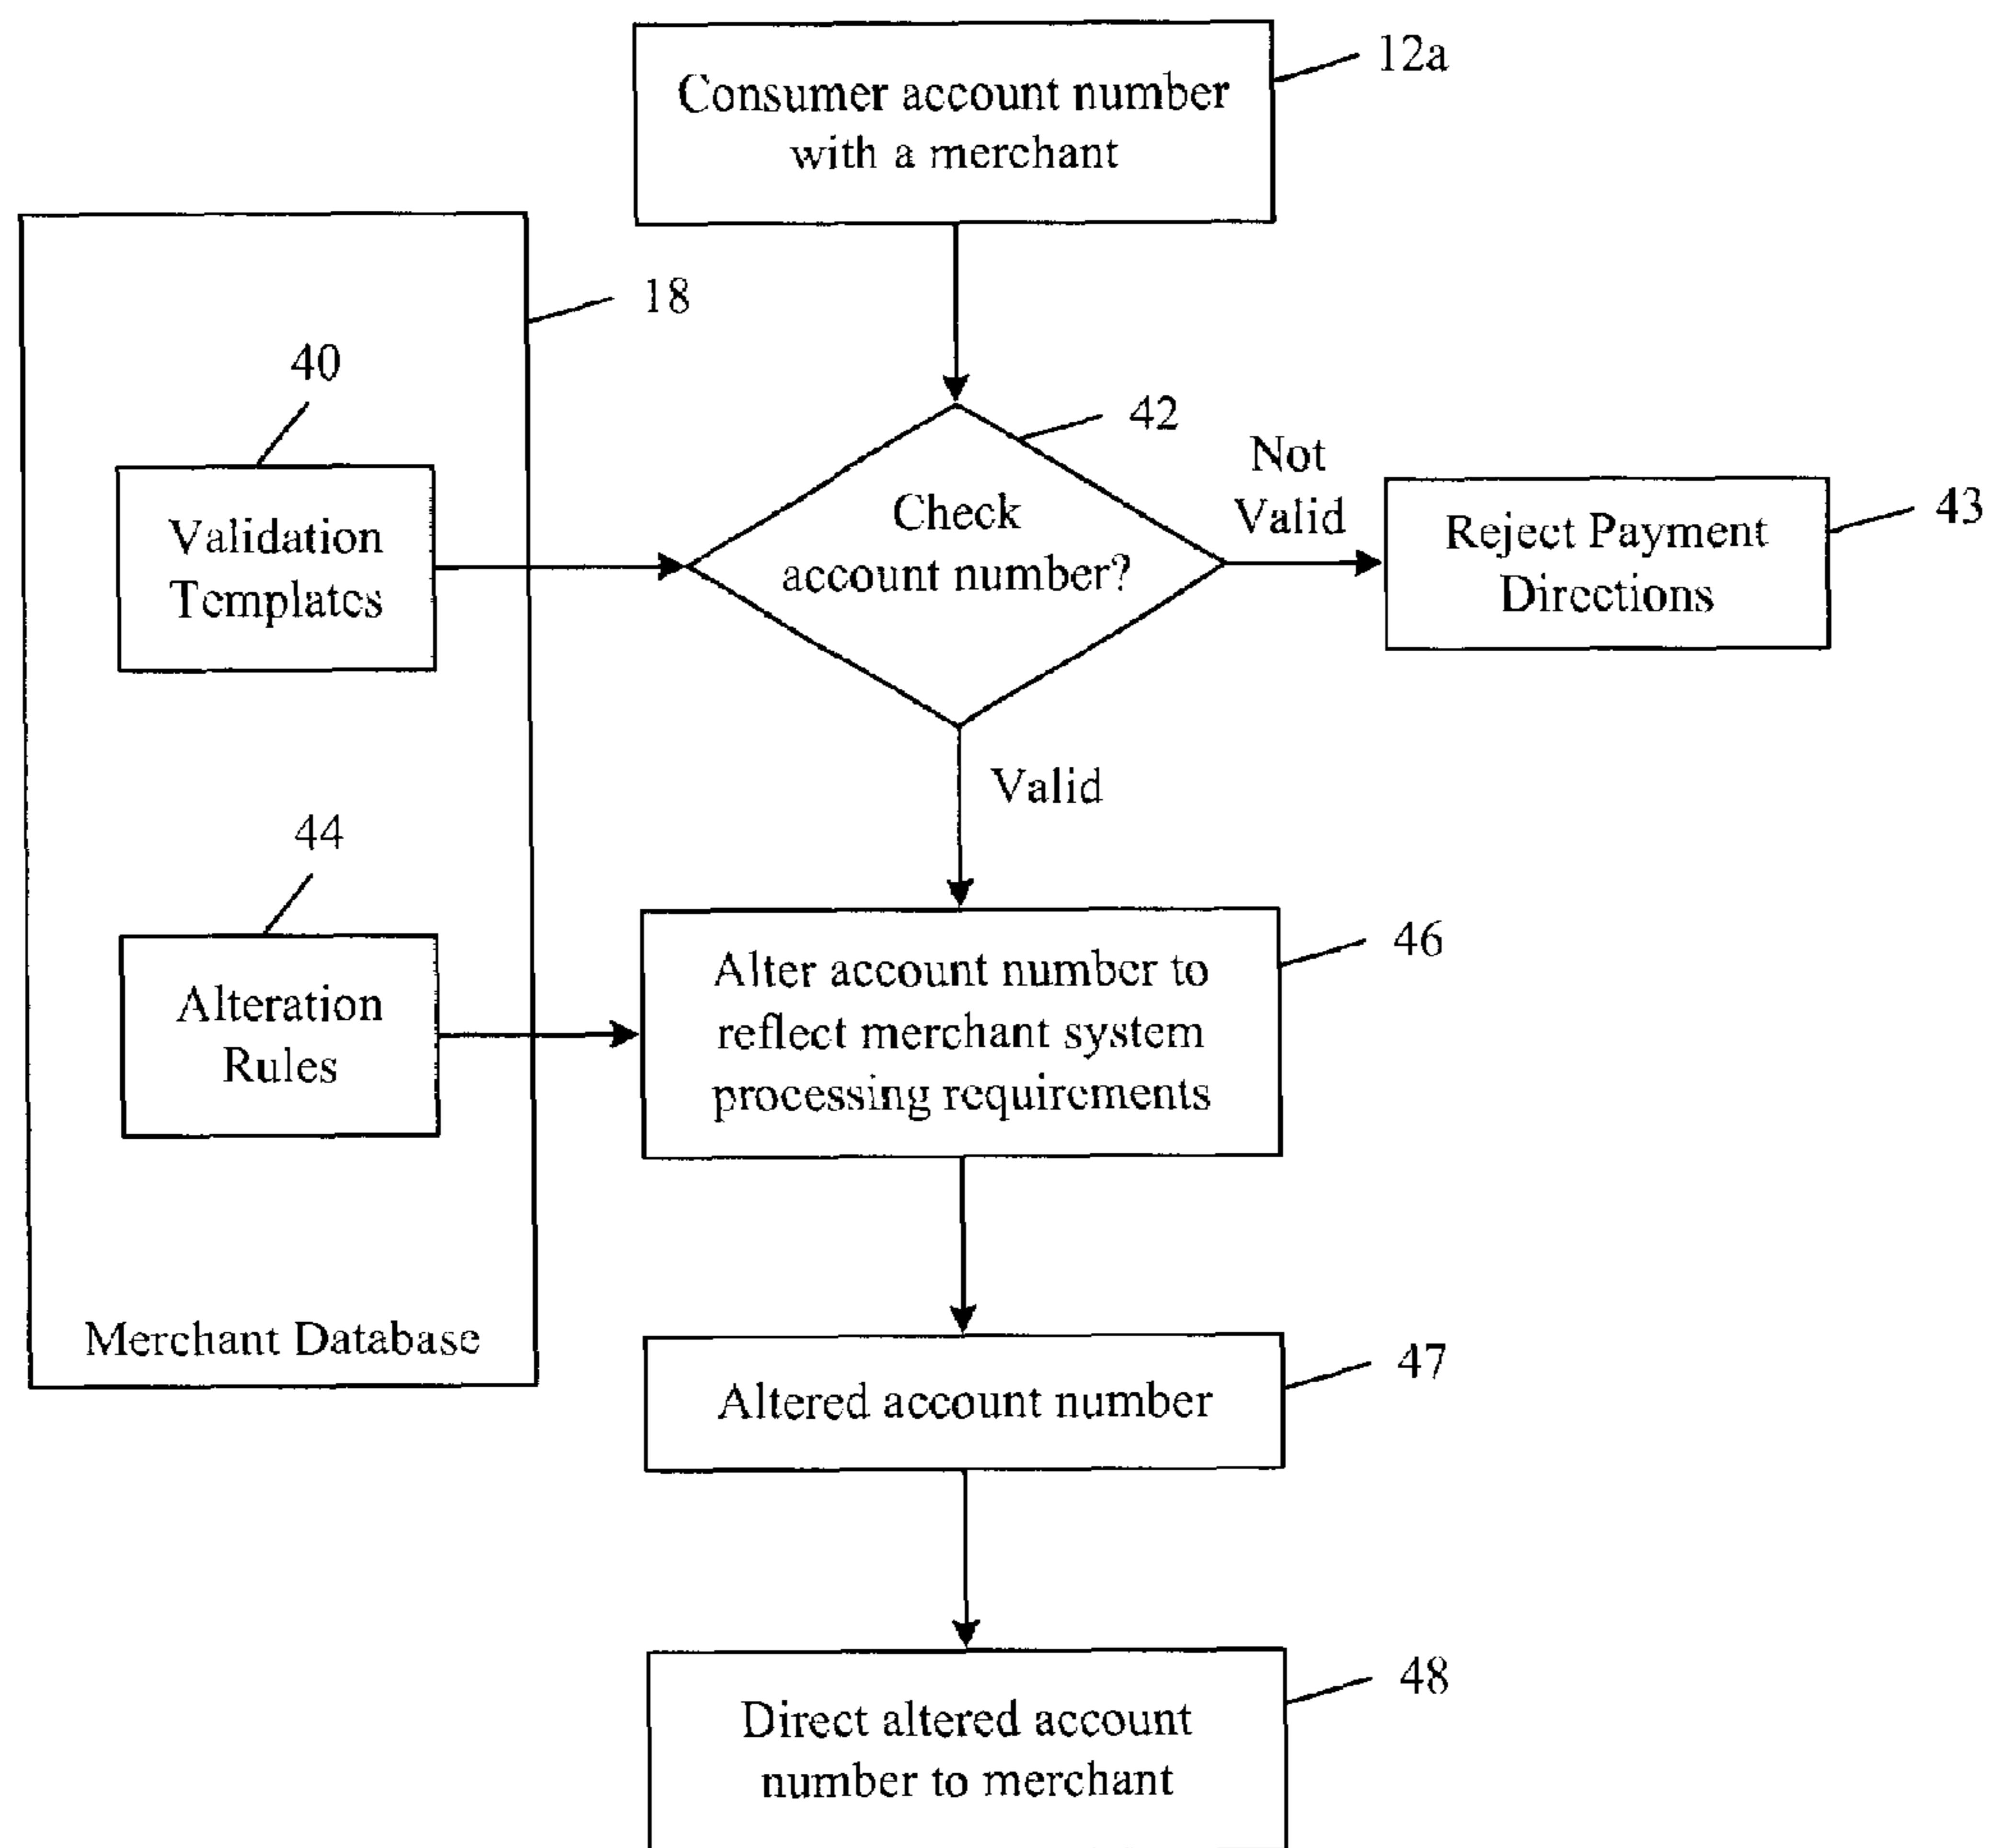 12a
Consumer account number
with a merchant
18
40
42
Not
Valid
43
Validation
Templates
Check
account number?
Reject Payment
Directions
Valid
44
46
Alteration
Rules
Alter account number to
reflect merchant system
processing requirements
Merchant Database
47
Altered account number
48
Direct altered account
number to merchant